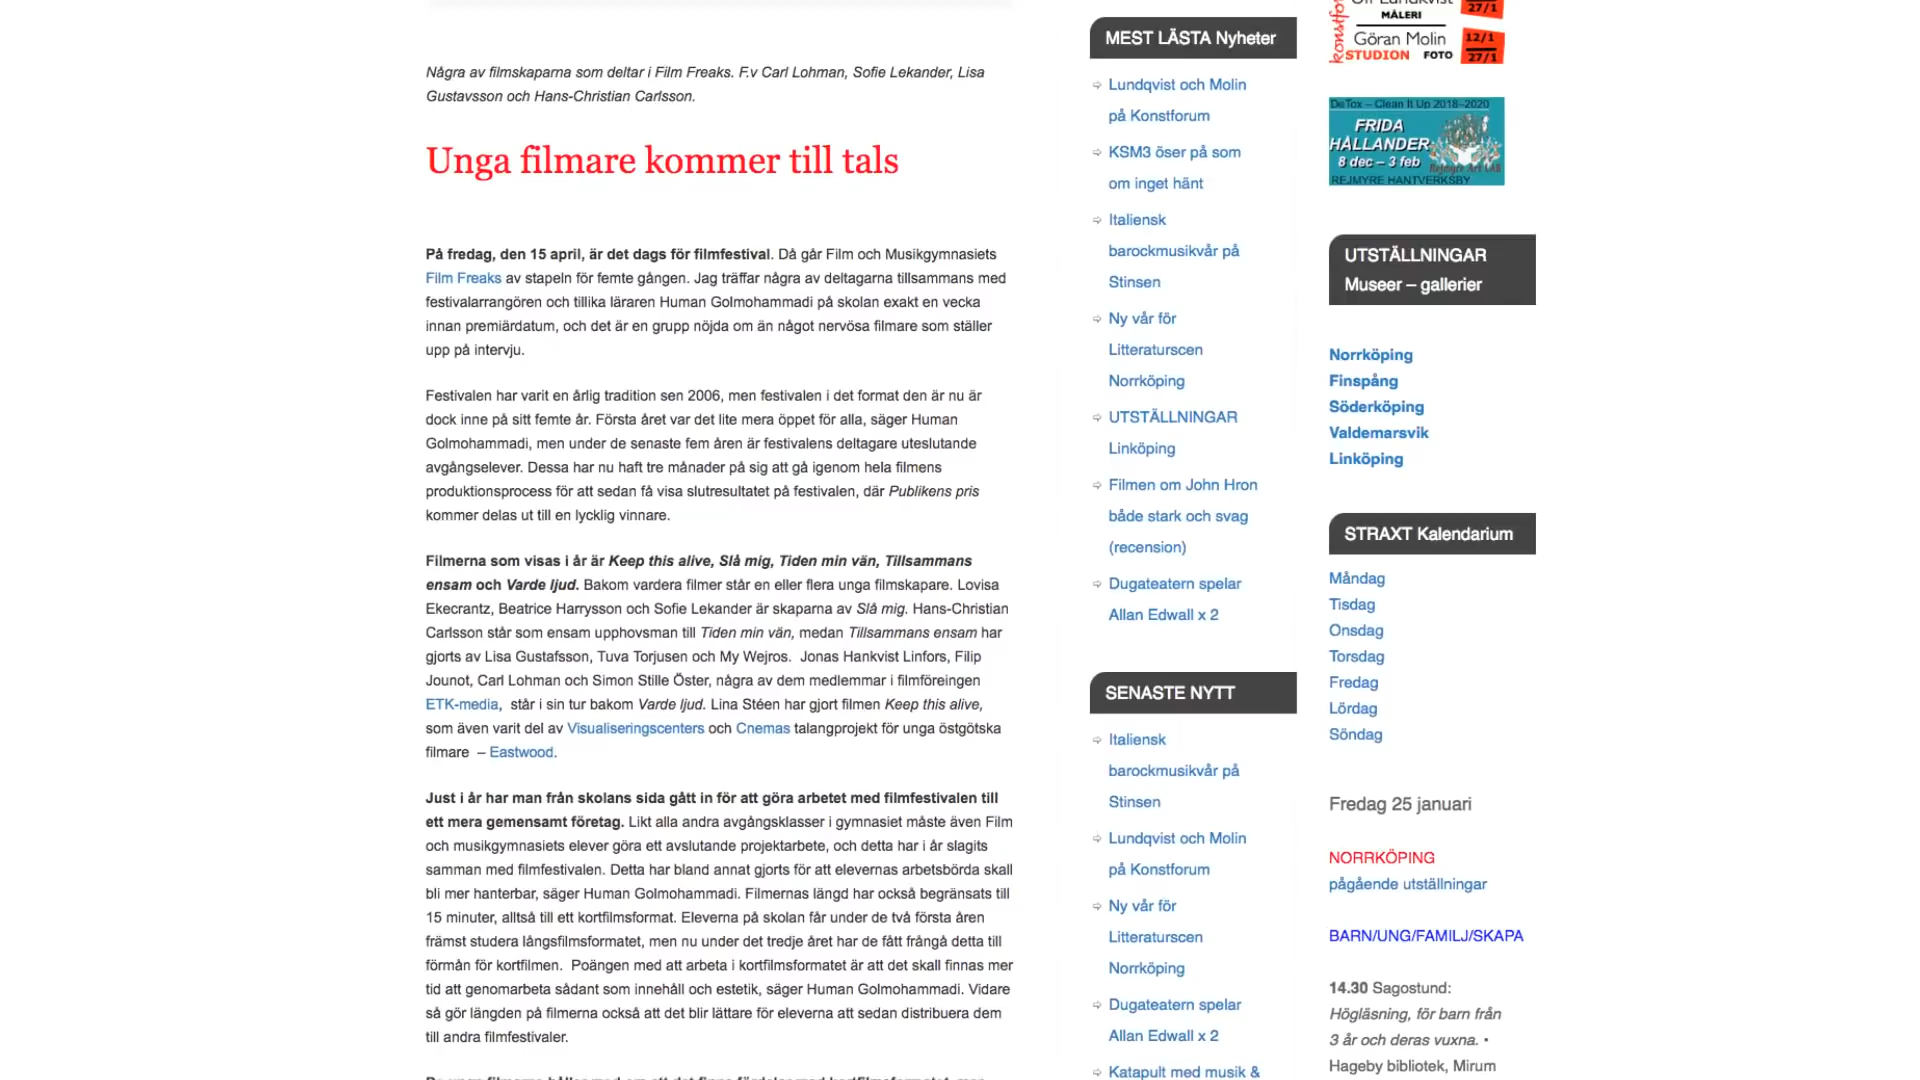 Några av filmskaparna som deltar i Film Freaks. F.v Carl Lohman, Sofie Lekander, Lisa
Gustavsson och Hans-Christian Carlsson.
Unga filmare kommer till tals
På fredag, den 15 april, är det dags för filmfestival. Då går Film och Musikgymnasiets
Film Freaks av stapeln för femte gången. Jag träffar några av deltagarna tillsammans med
festivalarrangören och tillika läraren Human Golmohammadi på skolan exakt en vecka
innan premiärdatum, och det är en grupp nöjda om än något nervösa filmare som ställer
upp på intervju.
Festivalen har varit en årlig tradition sen 2006, men festivalen i det format den är nu är
dock inne på sitt femte år. Första året var det lite mera öppet för alla, säger Human
Golmohammadi, men under de senaste fem åren är festivalens deltagare uteslutande
avgångselever. Dessa har nu haft tre månader på sig att gå igenom hela filmens
produktionsprocess för att sedan få visa slutresultatet på festivalen, där Publikens pris
kommer delas ut till en lycklig vinnare.
Filmerna som visas i år är Keep this alive, Slå mig, Tiden min vän, Tillsammans
ensam och Varde ljud. Bakom vardera filmer står en eller flera unga filmskapare. Lovisa
Ekecrantz, Beatrice Harrysson och Sofie Lekander är skaparna av Slå mig. Hans-Christian
Carlsson står som ensam upphovsman till Tiden min vän, medan Tillsammans ensam har
gjorts av Lisa Gustafsson, Tuva Torjusen och My Wejros.  Jonas Hankvist Linfors, Filip
Jounot, Carl Lohman och Simon Stille Öster, några av dem medlemmar i filmföreingen
ETK-media,  står i sin tur bakom Varde ljud. Lina Stéen har gjort filmen Keep this alive,
som även varit del av Visualiseringscenters och Cnemas talangprojekt för unga östgötska
filmare  – Eastwood.
Just i år har man från skolans sida gått in för att göra arbetet med filmfestivalen till
ett mera gemensamt företag. Likt alla andra avgångsklasser i gymnasiet måste även Film
och musikgymnasiets elever göra ett avslutande projektarbete, och detta har i år slagits
samman med filmfestivalen. Detta har bland annat gjorts för att elevernas arbetsbörda skall
bli mer hanterbar, säger Human Golmohammadi. Filmernas längd har också begränsats till
15 minuter, alltså till ett kortfilmsformat. Eleverna på skolan får under de två första åren
främst studera långsfilmsformatet, men nu under det tredje året har de fått frångå detta till
förmån för kortfilmen.  Poängen med att arbeta i kortfilmsformatet är att det skall finnas mer
tid att genomarbeta sådant som innehåll och estetik, säger Human Golmohammadi. Vidare
så gör längden på filmerna också att det blir lättare för eleverna att sedan distribuera dem
till andra filmfestivaler.
MEST LÄSTA Nyheter
Lundqvist och Molin
på Konstforum
KSM3 öser på som
om inget hänt
Italiensk
barockmusikvår på
Stinsen
Ny vår för
Litteraturscen
Norrköping
UTSTÄLLNINGAR
Linköping
Filmen om John Hron
både stark och svag
(recension)
Dugateatern spelar
Allan Edwall x 2
SENASTE NYTT
Italiensk
barockmusikvår på
Stinsen
Lundqvist och Molin
på Konstforum
Ny vår för
Litteraturscen
Norrköping
Dugateatern spelar
Allan Edwall x 2
Katapult med musik &
27/1
MÅLERI
Göran Molin 12/1
STUDION FOTO 27/1
DeTox – Clean It Up 2018–2020
FRIDA
HÅLLANDER
8 dec – 3 feb
Rejmyre Art LAB
REJMYRE HANTVERKSBY
UTSTÄLLNINGAR
Museer – gallerier
Norrköping
Finspång
Söderköping
Valdemarsvik
Linköping
STRAXT Kalendarium
Måndag
Tisdag
Onsdag
Torsdag
Fredag
Lördag
Söndag
Fredag 25 januari
NORRKÖPING
pågående utställningar
BARN/UNG/FAMILJ/SKAPA
14.30 Sagostund:
Högläsning, för barn från
3 år och deras vuxna. •
Hageby bibliotek, Mirum